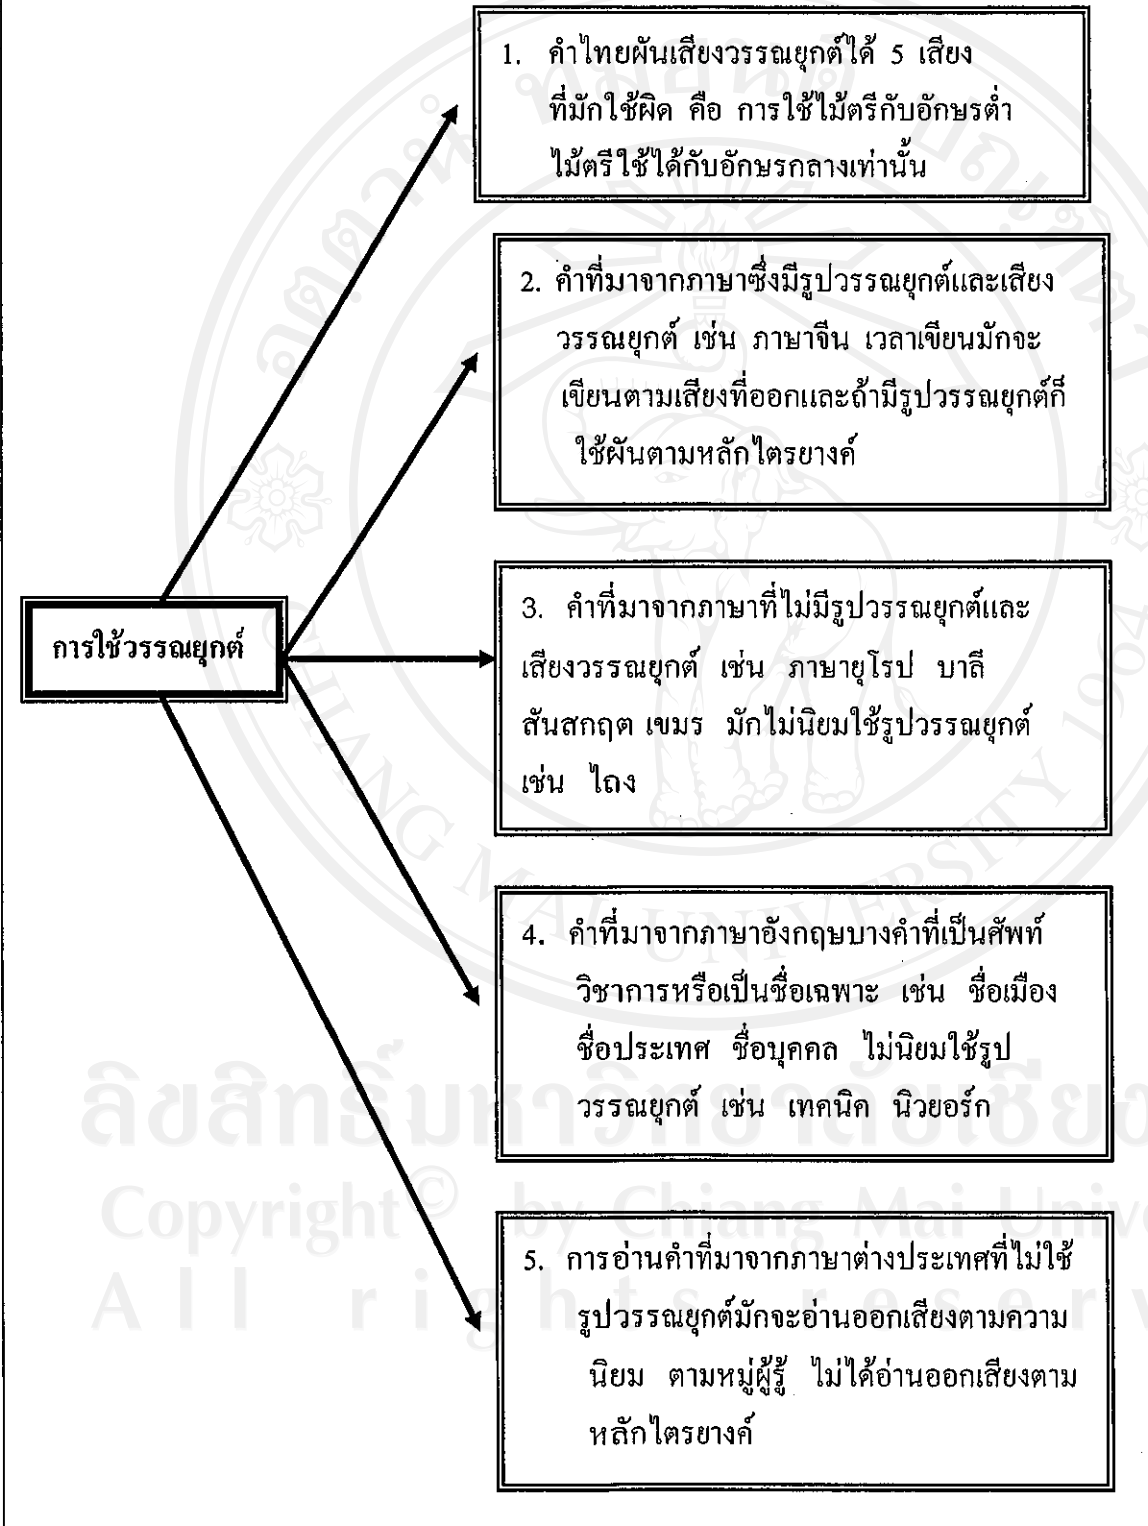 1. คำไทยผันเสียงวรรณยุกต์ได้ 5 เสียง
ที่มักใช้ผิด คือ การใช้ไม้ตรีกับอักษรต่ำ
ไม้ตรีใช้ได้กับอักษรกลางเท่านั้น
2. คำที่มาจากภาษาซึ่งมีรูปวรรณยุกต์และเสียง
วรรณยุกต์ เช่น ภาษาจีน เวลาเขียนมักจะ
เขียนตามเสียงที่ออกและถ้ามีรูปวรรณยุกต์ก็
ใช้ผันตามหลักไตรยางค์
การใช้วรรณยุกต์
3. คำที่มาจากภาษาที่ไม่มีรูปวรรณยุกต์และ
เสียงวรรณยุกต์ เช่น ภาษายุโรป บาลี
สันสกฤต เขมร มักไม่นิยมใช้รูปวรรณยุกต์
เช่น ไถง
4. คำที่มาจากภาษาอังกฤษบางคำที่เป็นศัพท์
วิชาการหรือเป็นชื่อเฉพาะ เช่น ชื่อเมือง
ชื่อประเทศ ชื่อบุคคล ไม่นิยมใช้รูป
วรรณยุกต์ เช่น เทคนิค นิวยอร์ก
5. การอ่านคำที่มาจากภาษาต่างประเทศที่ไม่ใช้
รูปวรรณยุกต์มักจะอ่านออกเสียงตามความ
นิยม ตามหมู่ผู้รู้ ไม่ได้อ่านออกเสียงตาม
หลักไตรยางค์
CHIANG MAI UNIVERSITY 1964
ลิขสิทธิ์มหาวิทยาลัยเชียง
Copyright© by Chiang Mai Unive
All rights reserv